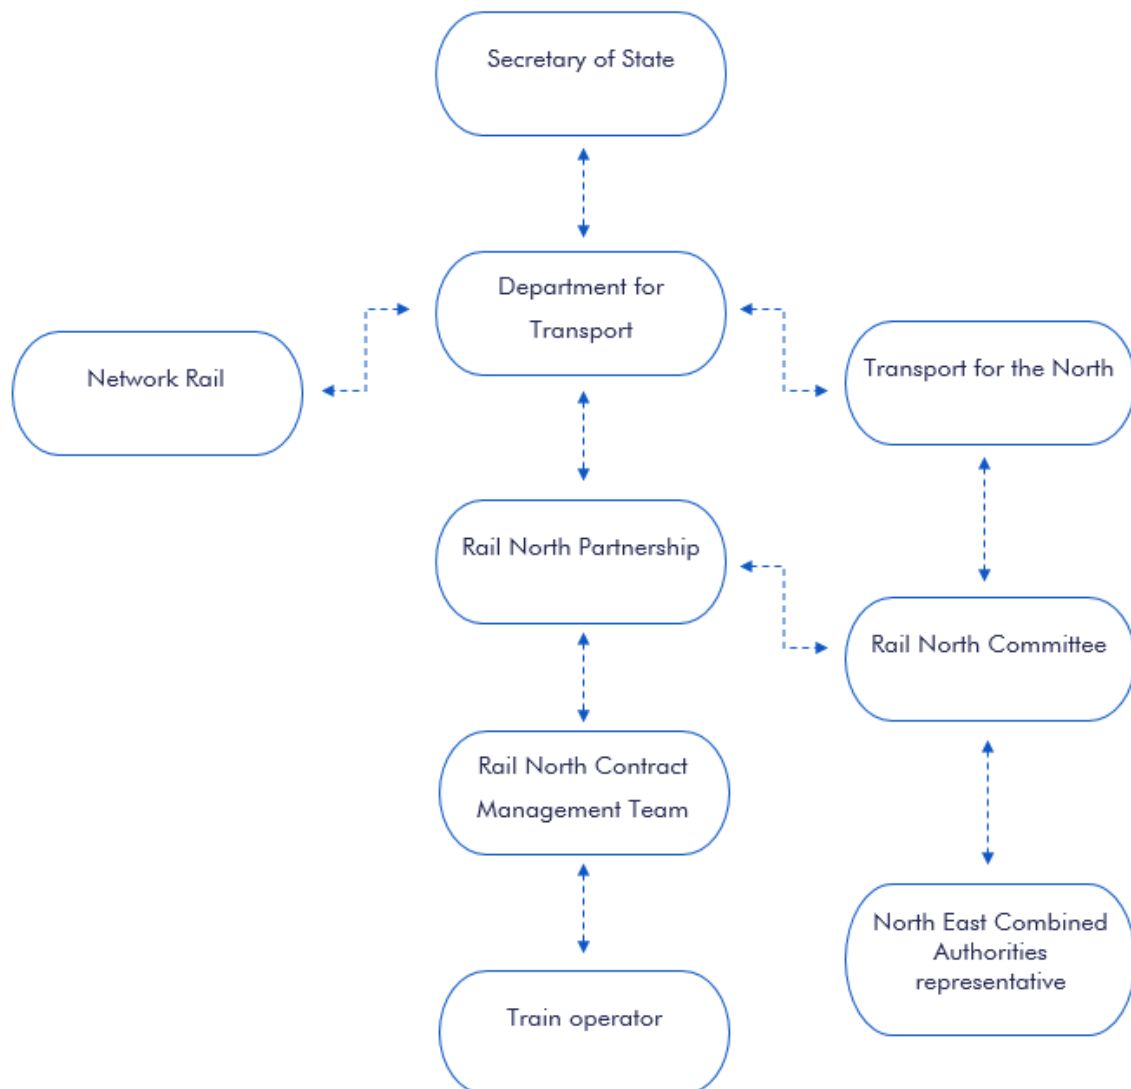 Secretary of State
Department for
Transport
Network Rail
Transport for the North
Rail North Partnership
Rail North Committee
Rail North Contract
Management Team
North East Combined
Authorities
representative
Train operator